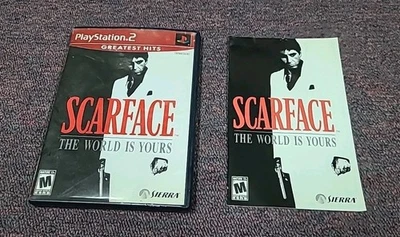 PlayStation 2
GREATEST HITS
SCARFACE
THE WORLD IS YOURS
M
SIERRA
SCARFACE
THE WORLD IS YOURS
M
SIERRA